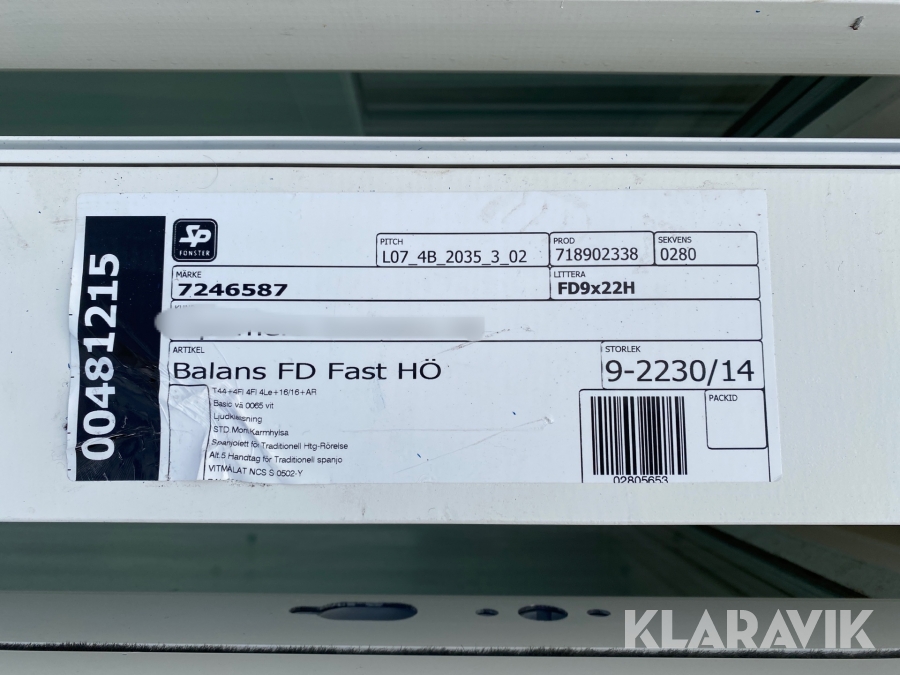 00481215
SP
FÖNSTER
PITCH
L07_4B_2035_3_02
PROD
718902338
SEKVENS
0280
MÄRKE
7246587
LITTERA
FD9x22H
ARTIKEL
Balans FD Fast HÖ
STORLEK
9-2230/14
T44+4Fl 4Fl 4Le+16/16+AR
Basic vä 0065 vit
STD.Mon.Karmhylsa
Spanjolett för Traditionell Htg-Rörelse
Alt.5 Handtag för Traditionell spanjo
VITMÅLAT NCS S 0502-Y
PACKID
02805653
KLARAVIK